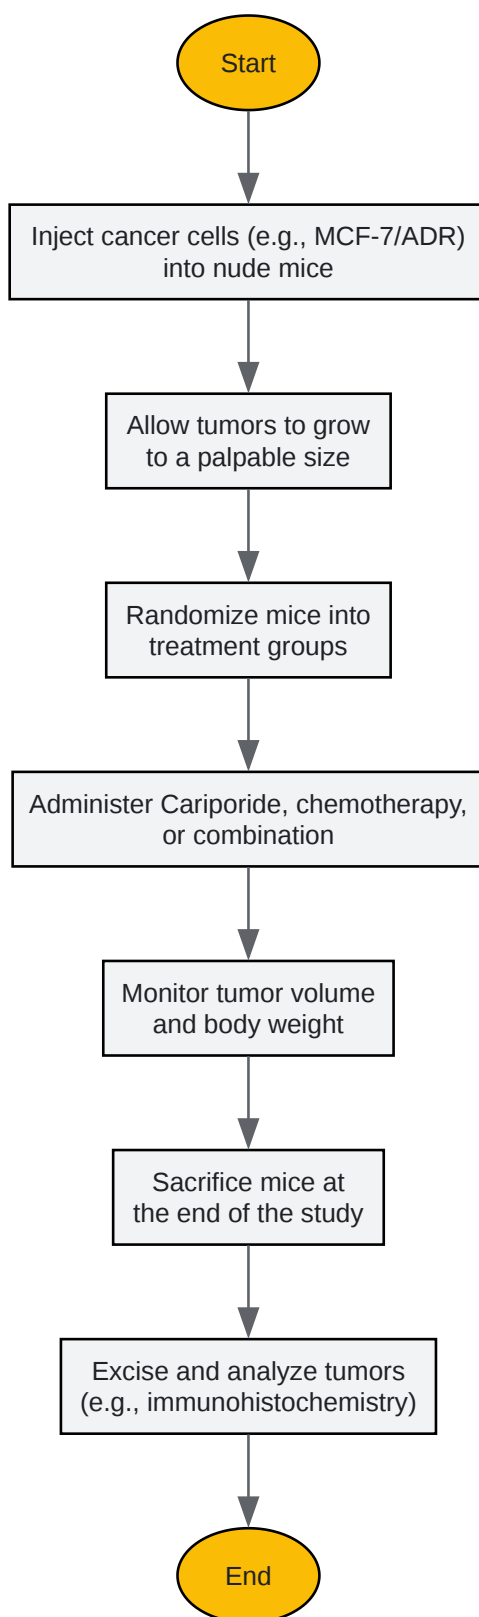 Start
Inject cancer cells (e.g., MCF-7/ADR)
into nude mice
Allow tumors to grow
to a palpable size
Randomize mice into
treatment groups
Administer Cariporide, chemotherapy,
or combination
Monitor tumor volume
and body weight
Sacrifice mice at
the end of the study
Excise and analyze tumors
(e.g., immunohistochemistry)
End